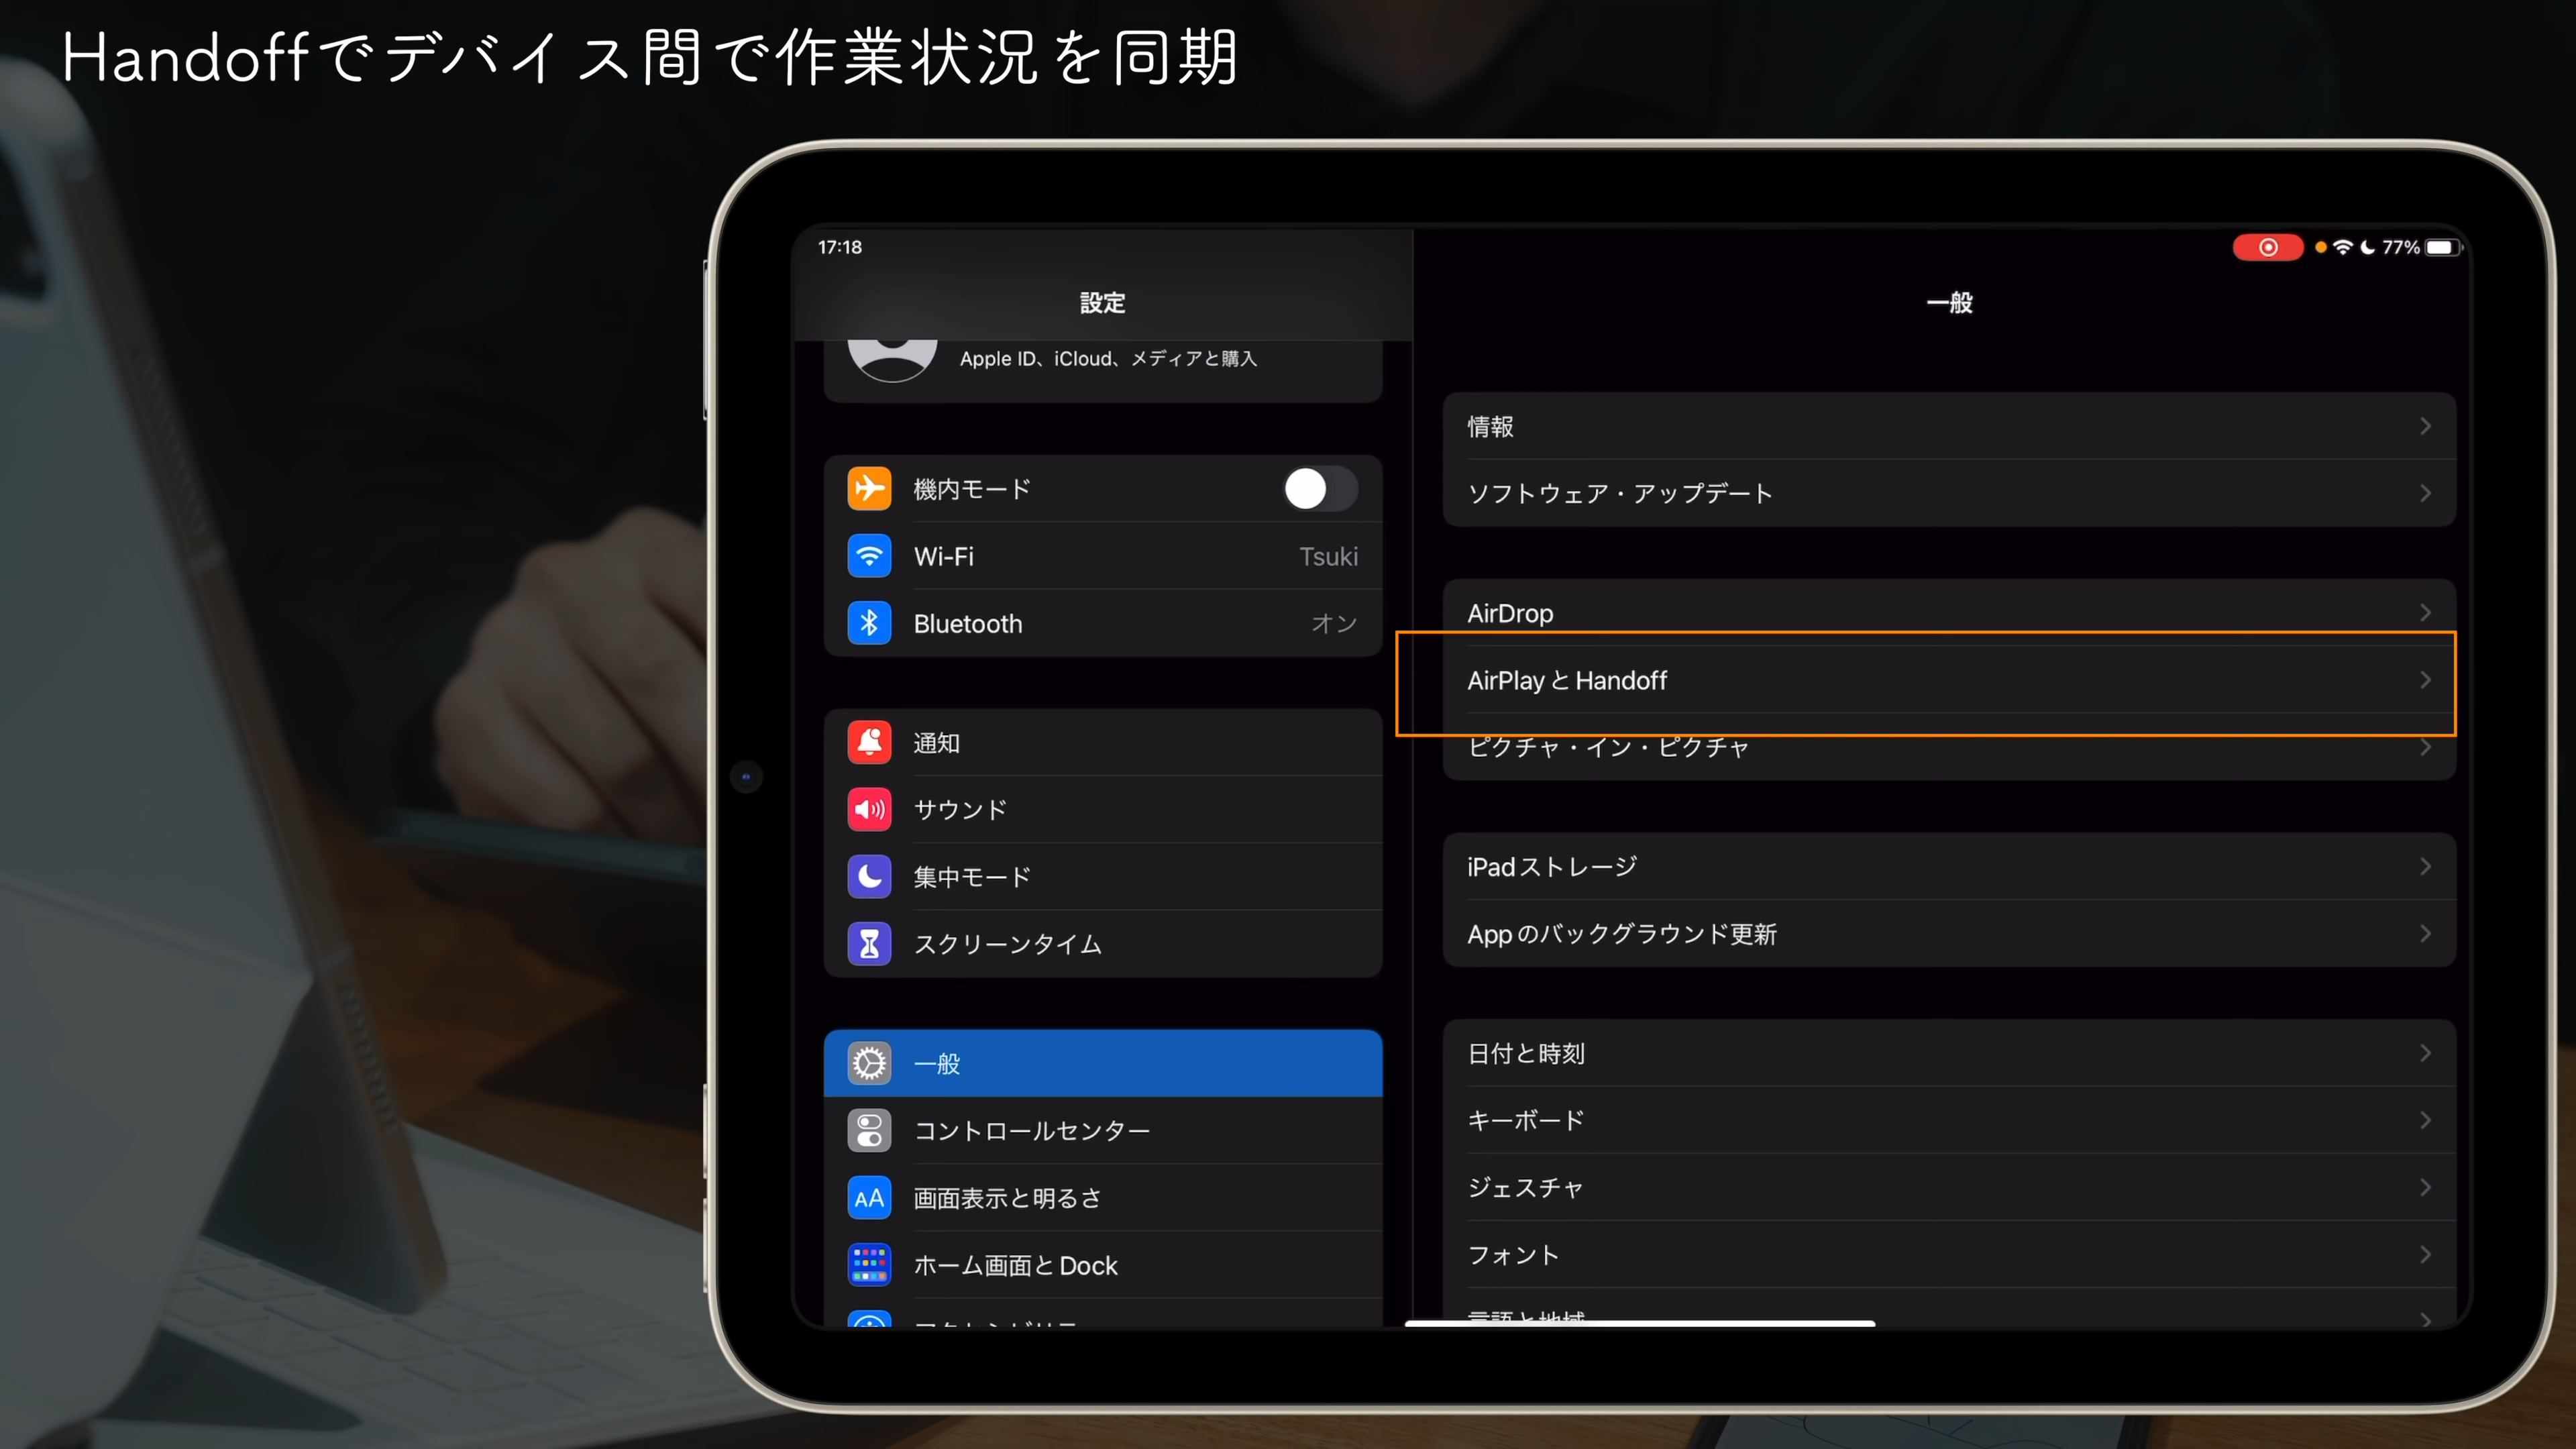 Handoffでデバイス間で作業状況を同期
17:18
77%
設定
Apple ID、iCloud、メディアと購入
機内モード
Wi-Fi Tsuki
Bluetooth オン
通知
サウンド
集中モード
スクリーンタイム
一般
コントロールセンター
AA 画面表示と明るさ
ホーム画面とDock
一般
情報
ソフトウェア・アップデート
AirDrop
AirPlayとHandoff
ピクチャ・イン・ピクチャ
iPadストレージ
Appのバックグラウンド更新
日付と時刻
キーボード
ジェスチャ
フォント
言語と地域